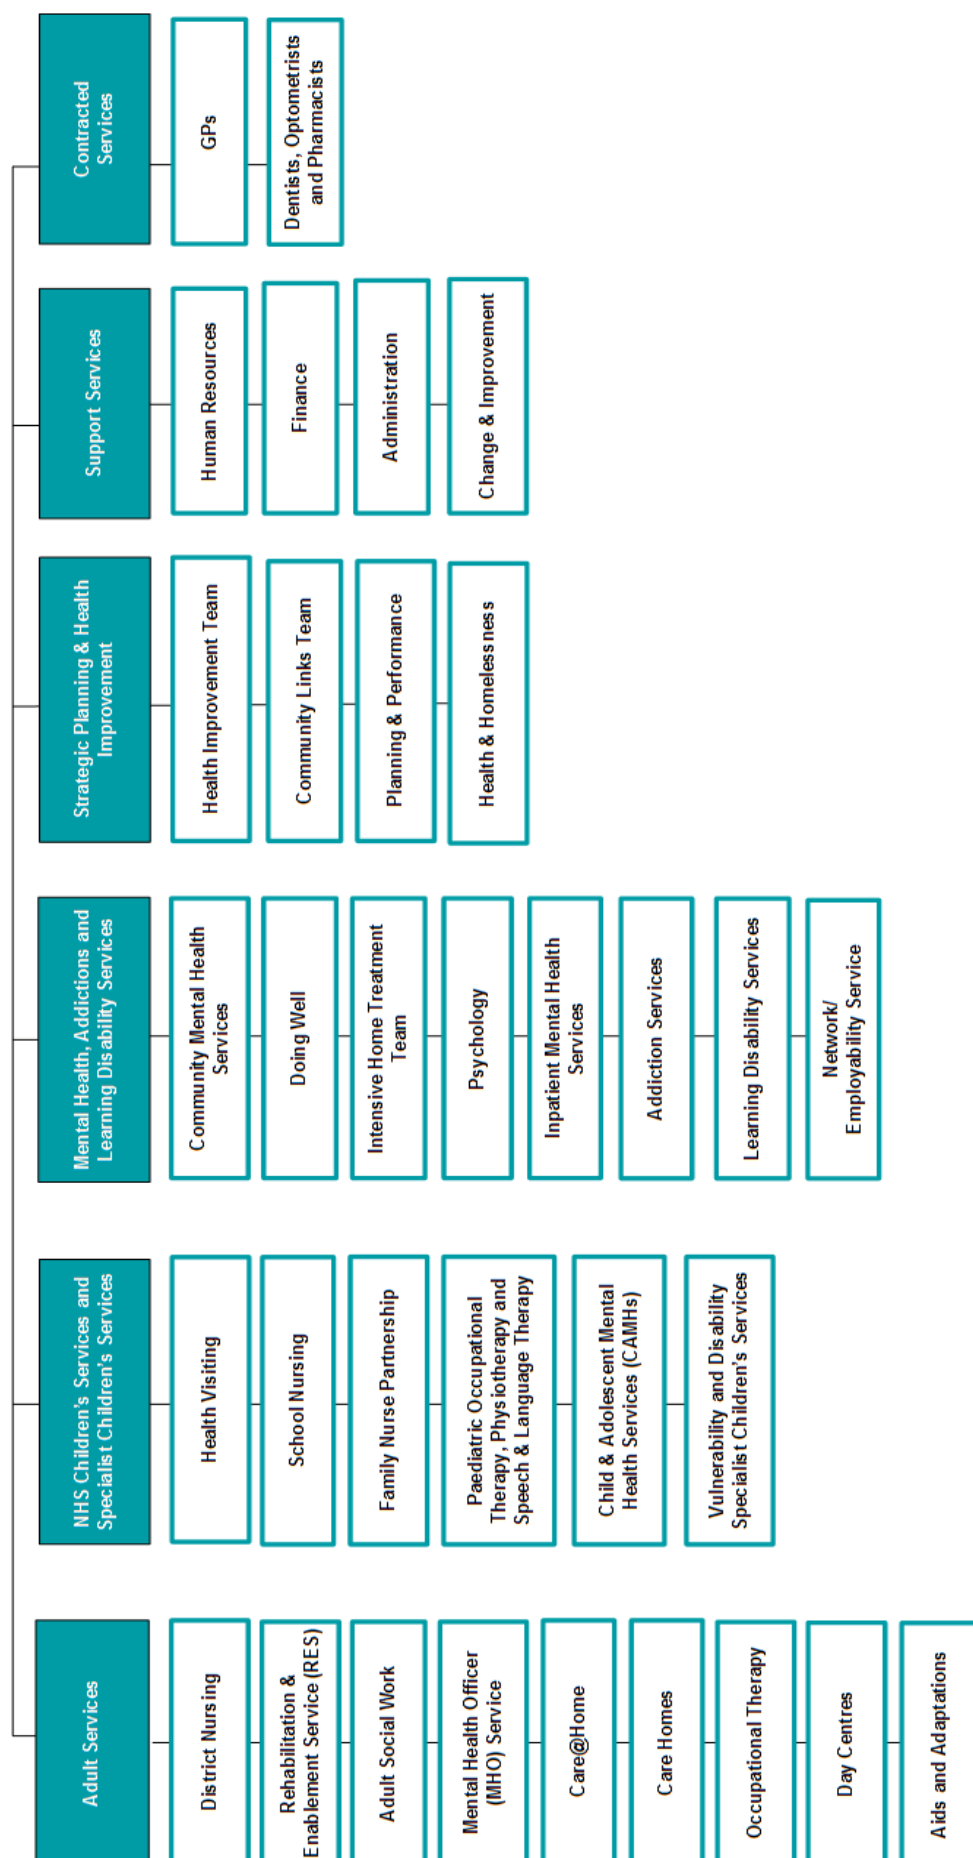 Adult Services
District Nursing
Rehabilitation &
Enablement Service (RES)
Adult Social Work
Mental Health Officer
(MHO) Service
Care@Home
Care Homes
Occupational Therapy
Day Centres
Aids and Adaptations
NHS Children's Services and
Specialist Children's Services
Health Visiting
School Nursing
Family Nurse Partnership
Paediatric Occupational
Therapy, Physiotherapy and
Speech & Language Therapy
Child & Adolescent Mental
Health Services (CAMHs)
Vulnerability and Disability
Specialist Children's Services
Mental Health, Addictions and
Learning Disability Services
Community Mental Health
Services
Doing Well
Intensive Home Treatment
Team
Psychology
Inpatient Mental Health
Services
Addiction Services
Learning Disability Services
Network/
Employability Service
Strategic Planning & Health
Improvement
Health Improvement Team
Community Links Team
Planning & Performance
Health & Homelessness
Support Services
Human Resources
Finance
Administration
Change & Improvement
Contracted
Services
GPs
Dentists, Optometrists
and Pharmacists